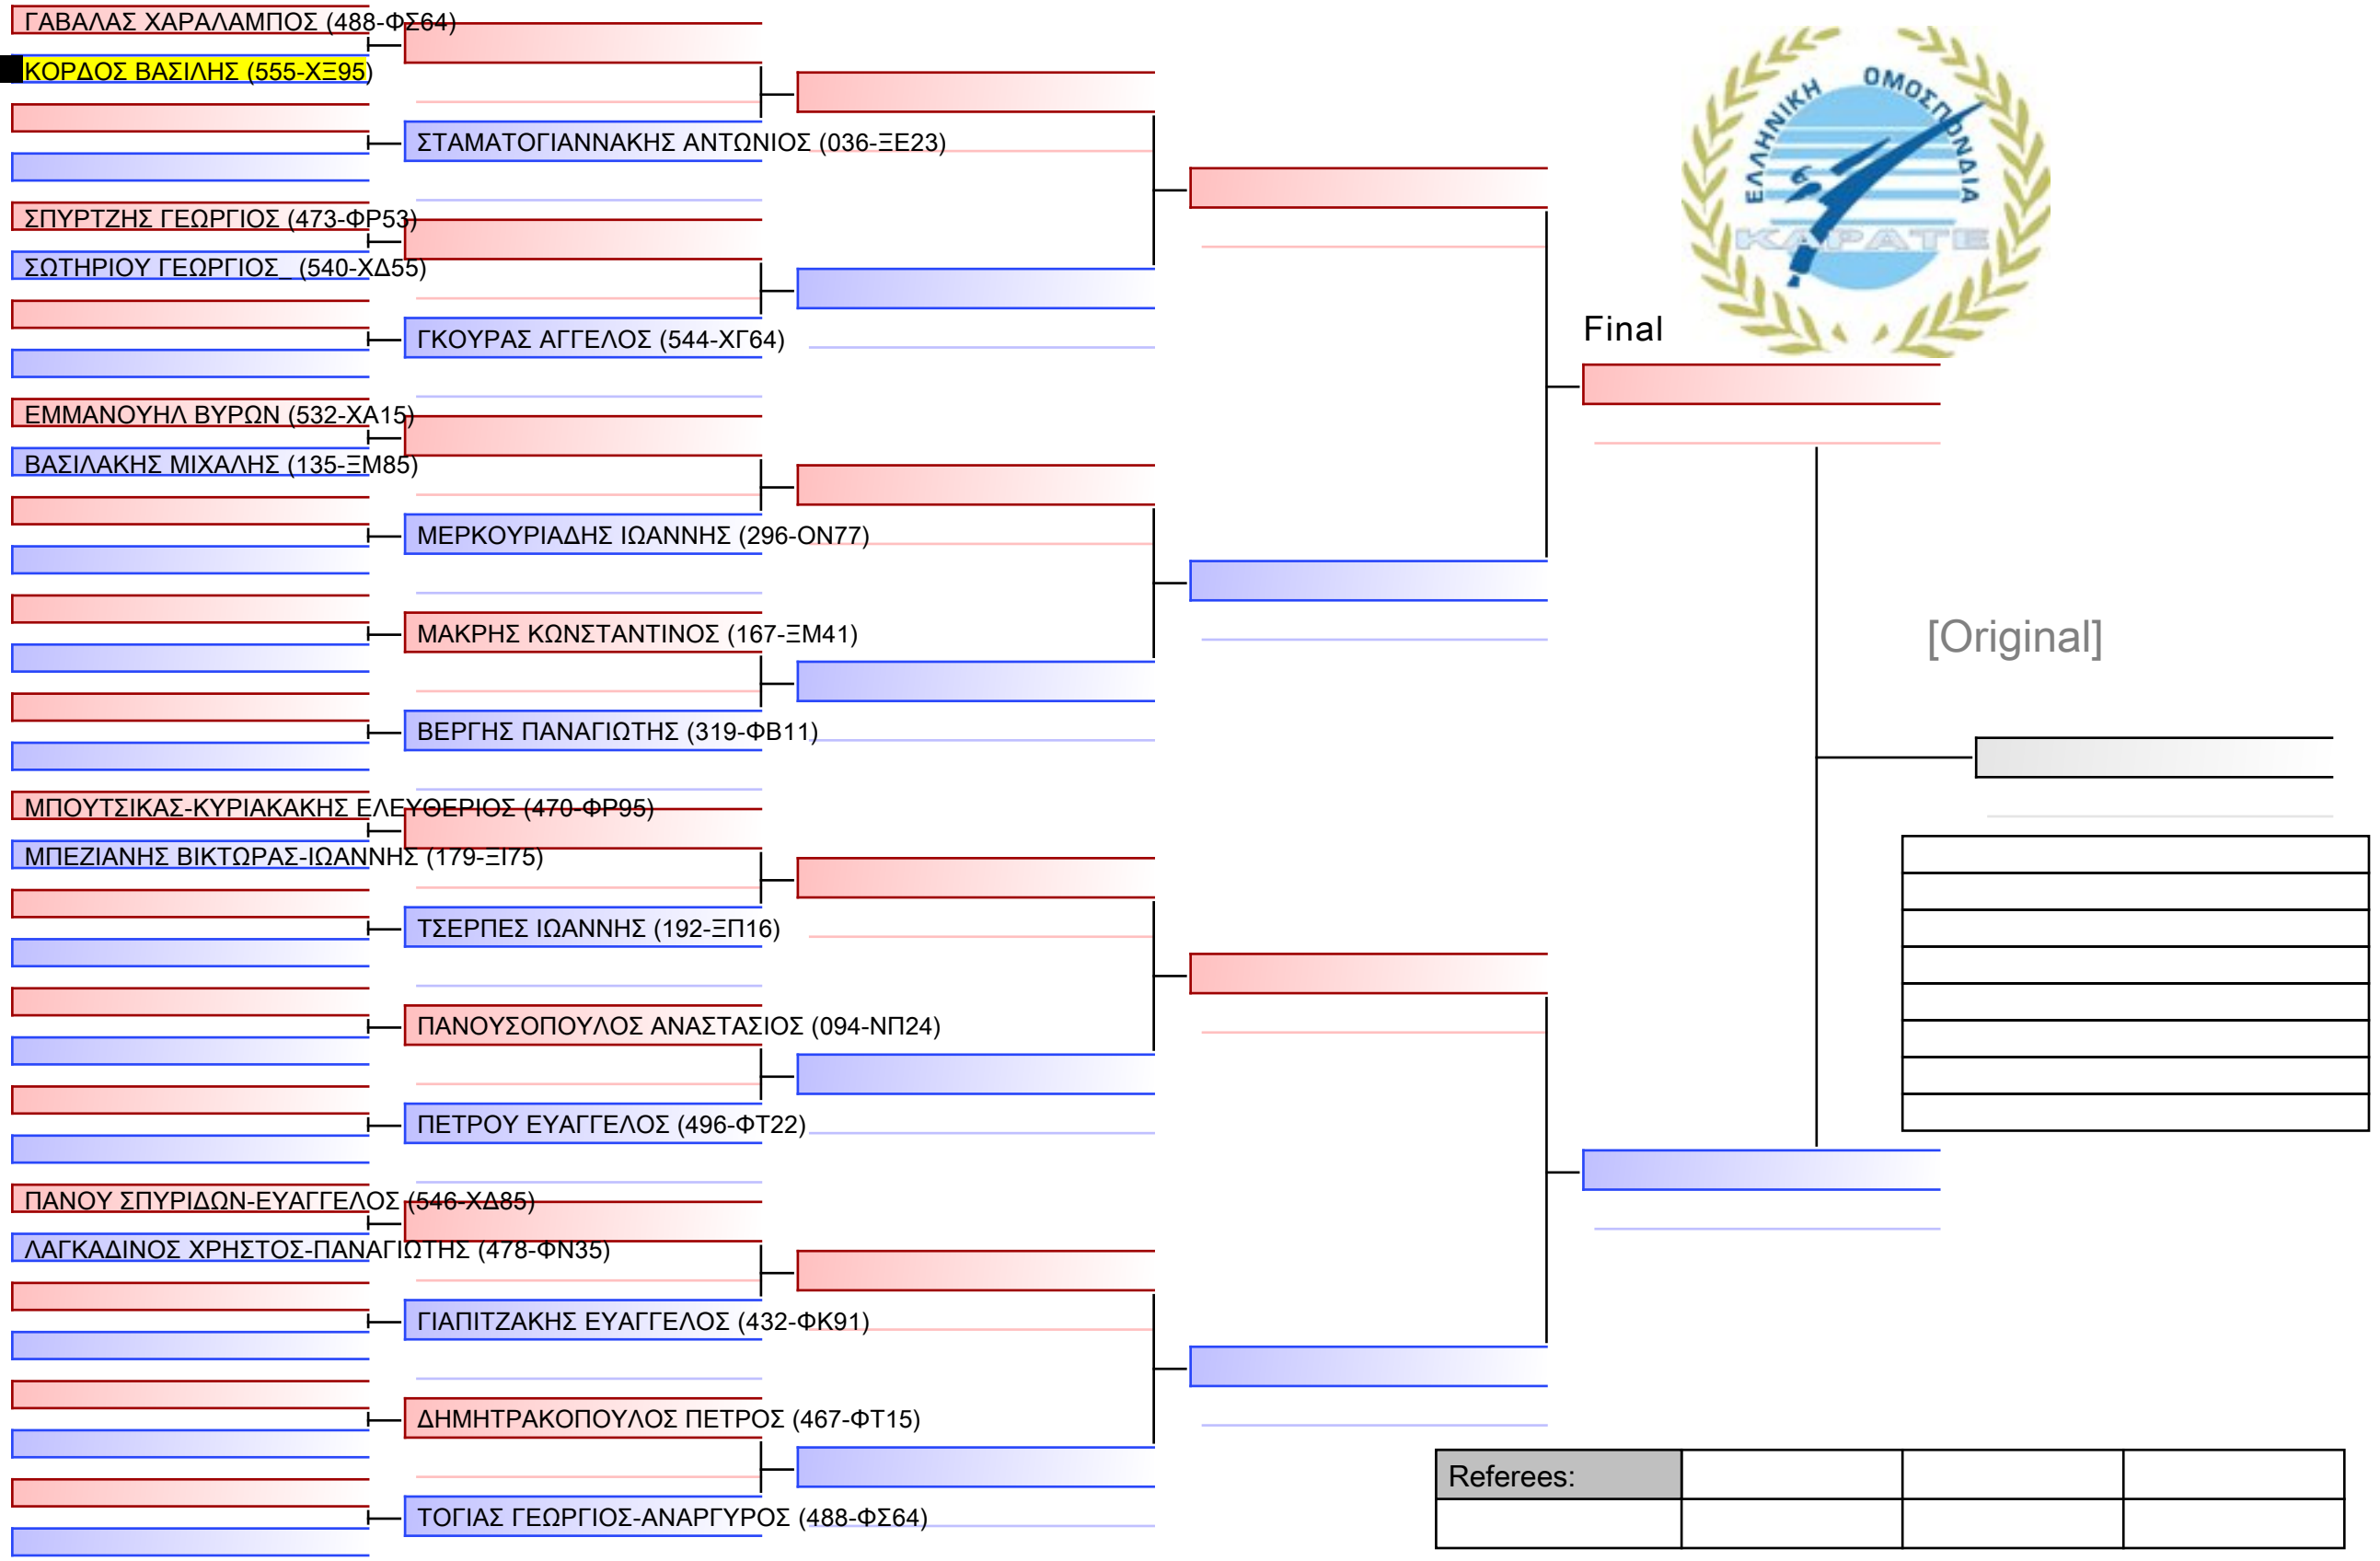 ΓΑΒΑΛΑΣ ΧΑΡΑΛΑΜΠΟΣ (488-ΦΣ64)
ΚΟΡΔΟΣ ΒΑΣΙΛΗΣ (555-ΧΞ95)
ΣΤΑΜΑΤΟΓΙΑΝΝΑΚΗΣ ΑΝΤΩΝΙΟΣ (036-ΞΕ23)
ΣΠΥΡΤΖΗΣ ΓΕΩΡΓΙΟΣ (473-ΦΡ53)
ΣΩΤΗΡΙΟΥ ΓΕΩΡΓΙΟΣ_ (540-ΧΔ55)
ΓΚΟΥΡΑΣ ΑΓΓΕΛΟΣ (544-ΧΓ64)
ΕΜΜΑΝΟΥΗΛ ΒΥΡΩΝ (532-ΧΑ15)
ΒΑΣΙΛΑΚΗΣ ΜΙΧΑΛΗΣ (135-ΞΜ85)
ΜΕΡΚΟΥΡΙΑΔΗΣ ΙΩΑΝΝΗΣ (296-ΟΝ77)
ΜΑΚΡΗΣ ΚΩΝΣΤΑΝΤΙΝΟΣ (167-ΞΜ41)
ΒΕΡΓΗΣ ΠΑΝΑΓΙΩΤΗΣ (319-ΦΒ11)
ΜΠΟΥΤΣΙΚΑΣ-ΚΥΡΙΑΚΑΚΗΣ ΕΛΕΥΘΕΡΙΟΣ (470-ΦΡ95)
ΜΠΕΖΙΑΝΗΣ ΒΙΚΤΩΡΑΣ-ΙΩΑΝΝΗΣ (179-ΞΙ75)
ΤΣΕΡΠΕΣ ΙΩΑΝΝΗΣ (192-ΞΠ16)
ΠΑΝΟΥΣΟΠΟΥΛΟΣ ΑΝΑΣΤΑΣΙΟΣ (094-ΝΠ24)
ΠΕΤΡΟΥ ΕΥΑΓΓΕΛΟΣ (496-ΦΤ22)
ΠΑΝΟΥ ΣΠΥΡΙΔΩΝ-ΕΥΑΓΓΕΛΟΣ (546-ΧΔ85)
ΛΑΓΚΑΔΙΝΟΣ ΧΡΗΣΤΟΣ-ΠΑΝΑΓΙΩΤΗΣ (478-ΦΝ35)
ΓΙΑΠΙΤΖΑΚΗΣ ΕΥΑΓΓΕΛΟΣ (432-ΦΚ91)
ΔΗΜΗΤΡΑΚΟΠΟΥΛΟΣ ΠΕΤΡΟΣ (467-ΦΤ15)
ΤΟΓΙΑΣ ΓΕΩΡΓΙΟΣ-ΑΝΑΡΓΥΡΟΣ (488-ΦΣ64)
ΕΛΛΗΝΙΚΗ ΟΜΟΣΠΟΝΔΙΑ
ΚΑΡΑΤΕ
Final
[Original]
Referees: